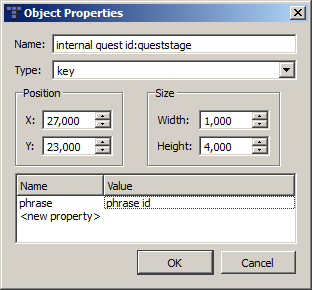 Object Properties
Name: internal quest id:queststage
Type: key
Position Size
X: 27,000 Width: 1,000
Y: 23,000 Height: 4,000
Name Value
phrase phrase id
<new property>
OK Cancel